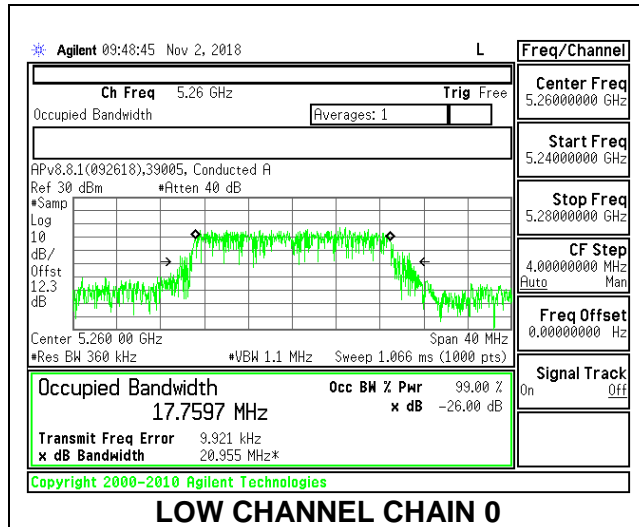 Agilent 09:48:45 Nov 2, 2018 L Freq/Channel
Ch Freq 5.26 GHz Trig Free
Occupied Bandwidth Averages: 1
Center Freq
5.26000000 GHz
Start Freq
5.24000000 GHz
APv8.8.1(092618),39005, Conducted A
Ref 30 dBm #Atten 40 dB
#Samp
Log
10
dB/
Offst
12.3
dB
Stop Freq
5.28000000 GHz
CF Step
4.00000000 MHz
Auto Man
Freq Offset
0.00000000 Hz
Center 5.260 00 GHz Span 40 MHz
#Res BW 360 kHz #VBW 1.1 MHz Sweep 1.066 ms (1000 pts)
Signal Track
On Off
Occupied Bandwidth Occ BW % Pwr 99.00 %
17.7597 MHz x dB -26.00 dB
Transmit Freq Error 9.921 kHz
x dB Bandwidth 20.955 MHz*
Copyright 2000-2010 Agilent Technologies
LOW CHANNEL CHAIN 0